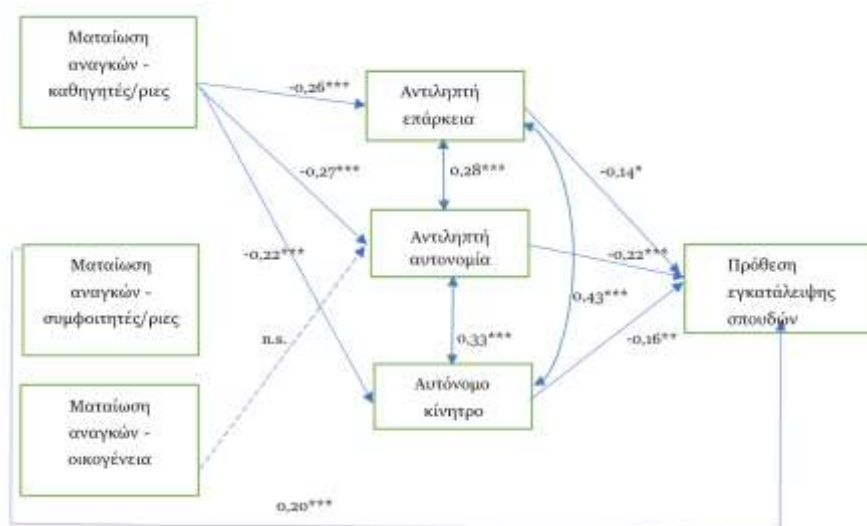 Ματαίωση
αναγκών -
καθηγητές/ριες
-0,26***
Αντιληπτή
επάρκεια
-0,27***
0,28***
-0,14*
Ματαίωση
αναγκών -
συμφοιτητές/ριες
-0,22***
Αντιληπτή
αυτονομία
-0,22***
Πρόθεση
εγκατάλειψης
σπουδών
0,43***
n.s.
0,33***
-0,16**
Ματαίωση
αναγκών -
οικογένεια
Αυτόνομο
κίνητρο
0,20***